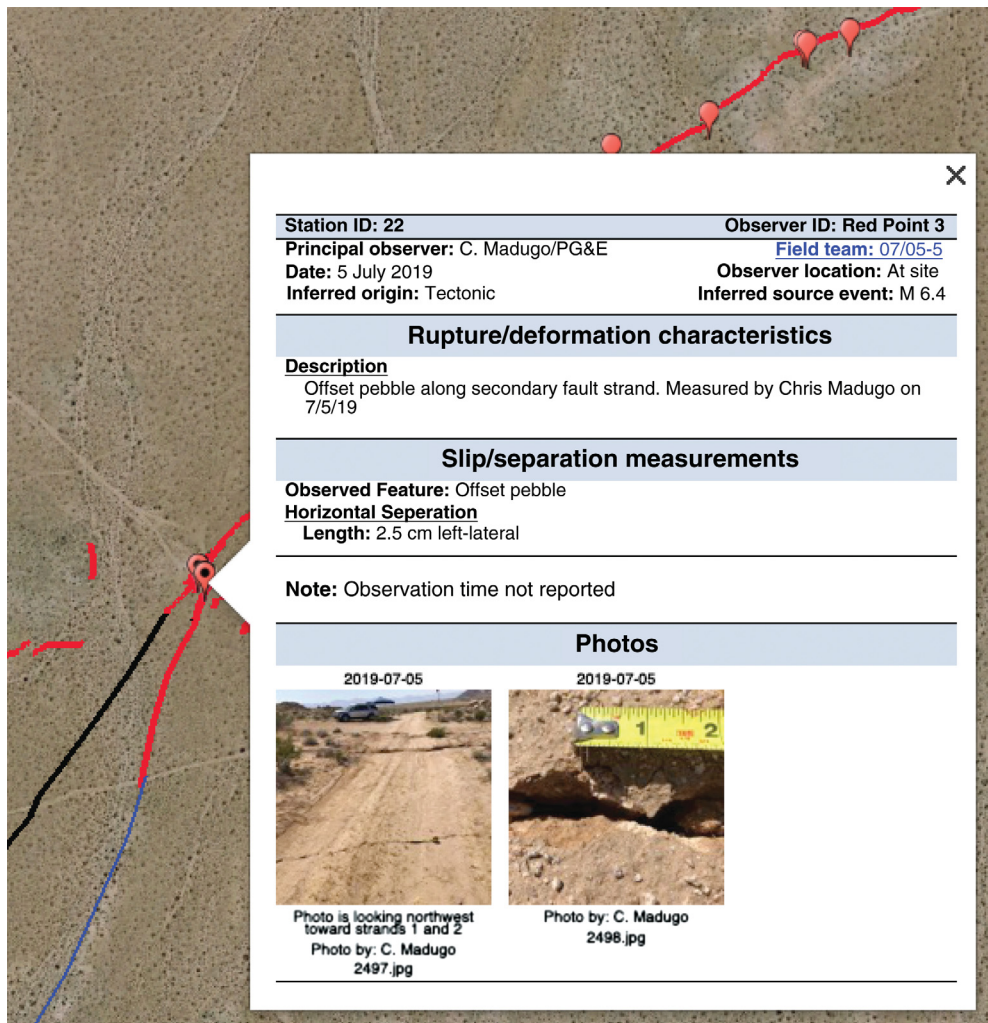 Station ID: 22 Observer ID: Red Point 3
Principal observer: C. Madugo/PG&E Field team: 07/05-5
Date: 5 July 2019 Observer location: At site
Inferred origin: Tectonic Inferred source event: M 6.4
Rupture/deformation characteristics
Description
Offset pebble along secondary fault strand. Measured by Chris Madugo on
7/5/19
Slip/separation measurements
Observed Feature: Offset pebble
Horizontal Seperation
Length: 2.5 cm left-lateral
Note: Observation time not reported
Photos
2019-07-05 2019-07-05
1 2
Photo is looking northwest
toward strands 1 and 2
Photo by: C. Madugo
2497.jpg
Photo by: C. Madugo
2498.jpg